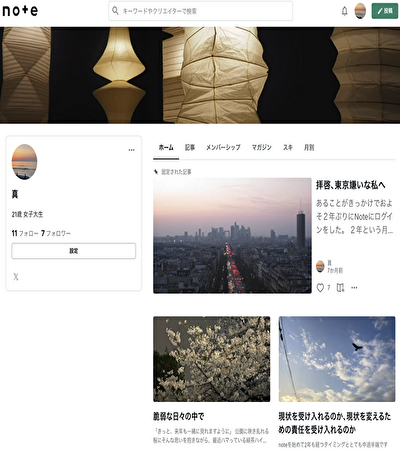 note
キーワードやクリエイターで検索
投稿
真
21歳 女子大生
11 フォロー 7 フォロワー
設定
ホーム 記事 メンバーシップ マガジン スキ 月別
固定された記事
拝啓、東京嫌いな私へ
あることがきっかけでおよ
そ２年ぶりにNoteにログイ
ンをした。２年という月...
真
7か月前
7
脆弱な日々の中で
「きっと、来年も一緒に見れますように」 公園に咲き乱れる
桜にそんな思いを抱きながら、最近ハマっている緑茶ハイ...
現状を受け入れるのか、現状を変えるた
めの責任を受け入れるのか
noteを始めて2年も経つタイミングととても中途半端です